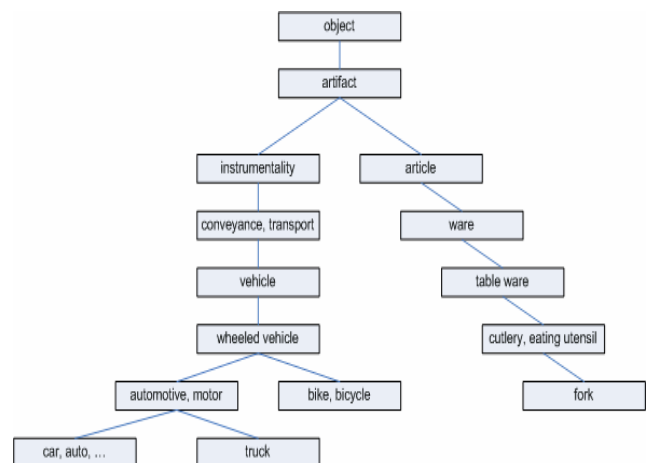 object
artifact
instrumentality
article
conveyance, transport
ware
vehicle
table ware
wheeled vehicle
cutlery, eating utensil
automotive, motor
bike, bicycle
fork
car, auto, …
truck